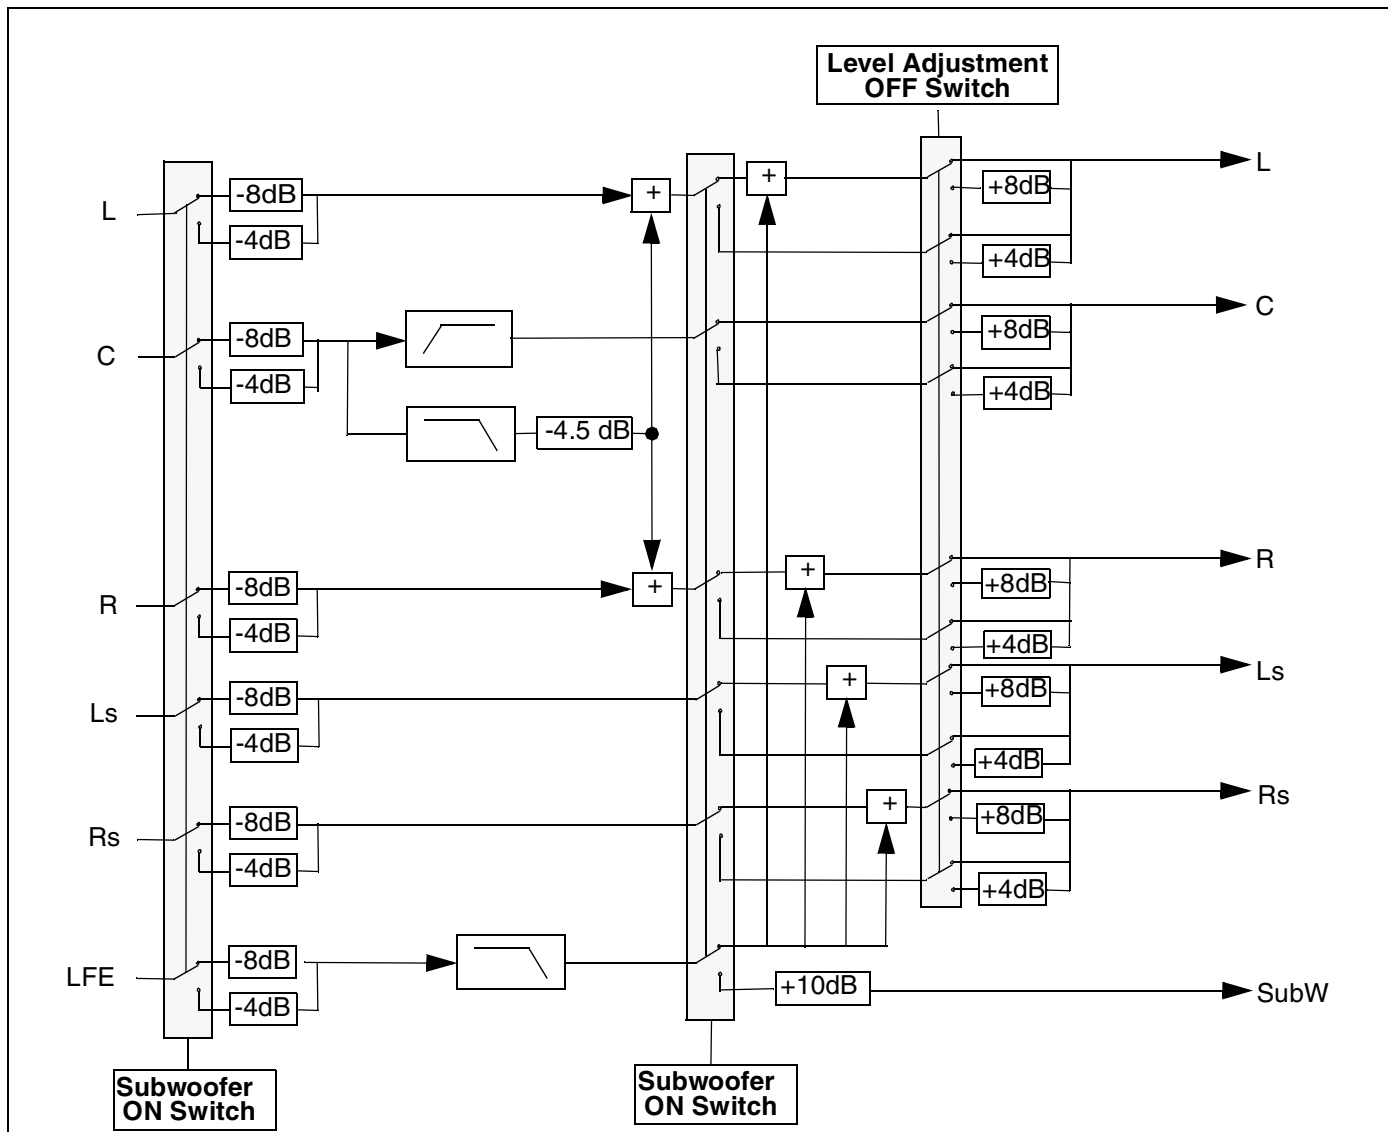 Level Adjustment
OFF Switch
L
-8dB
-4dB
+
+
+8dB
+4dB
L
C
-8dB
-4dB
-4.5 dB
+8dB
+4dB
C
R
-8dB
-4dB
+
+
+8dB
+4dB
R
Ls
-8dB
-4dB
+
+8dB
+4dB
Ls
Rs
-8dB
-4dB
+
+8dB
+4dB
Rs
LFE
-8dB
-4dB
+10dB
SubW
Subwoofer
ON Switch
Subwoofer
ON Switch